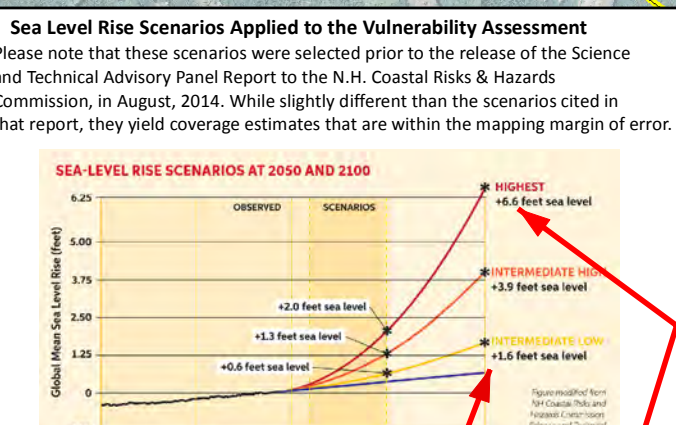 Sea Level Rise Scenarios Applied to the Vulnerability Assessment
Please note that these scenarios were selected prior to the release of the Science
and Technical Advisory Panel Report to the N.H. Coastal Risks & Hazards
Commission, in August, 2014. While slightly different than the scenarios cited in
that report, they yield coverage estimates that are within the mapping margin of error.
SEA-LEVEL RISE SCENARIOS AT 2050 AND 2100
Global Mean Sea Level Rise (feet)
6.25
5.00
3.75
2.50
1.25
0
OBSERVED
SCENARIOS
HIGHEST
+6.6 feet sea level
INTERMEDIATE HIGH
+3.9 feet sea level
+2.0 feet sea level
+1.3 feet sea level
+0.6 feet sea level
INTERMEDIATE LOW
+1.6 feet sea level
Figure modified from
NH Coastal Risks and
Hazards Commission